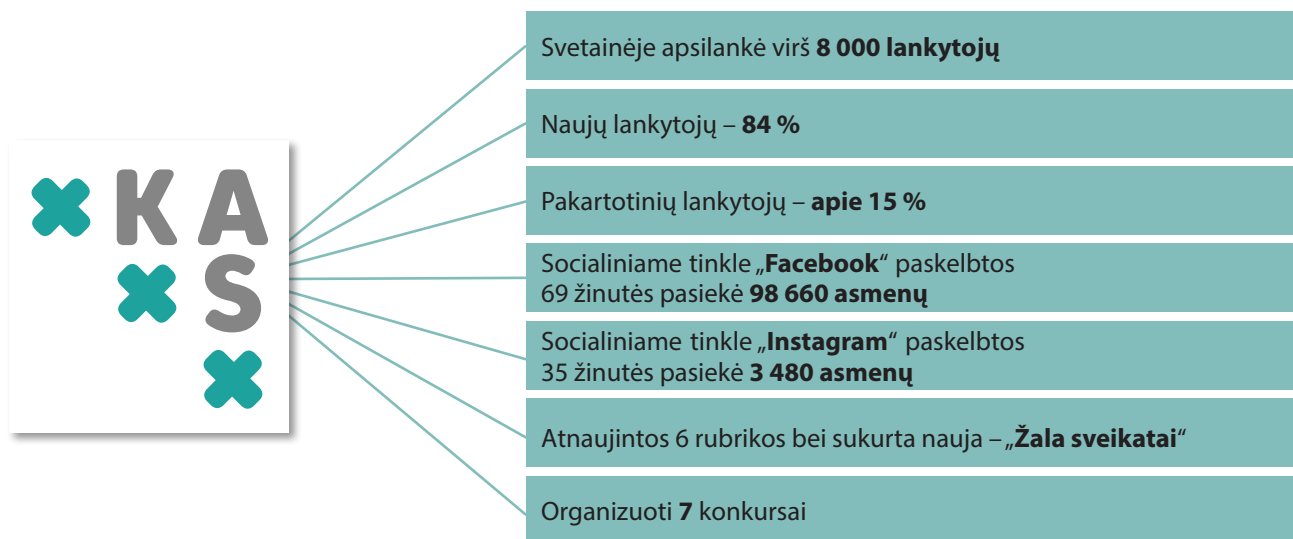 KA
S
Svetainėje apsilankė virš 8 000 lankytojų
Naujų lankytojų – 84 %
Pakartotinių lankytojų – apie 15 %
Socialiniame tinkle „Facebook“ paskelbtos
69 žinutės pasiekė 98 660 asmenų
Socialiniame tinkle „Instagram“ paskelbtos
35 žinutės pasiekė 3 480 asmenų
Atnaujintos 6 rubrikos bei sukurta nauja – „Žala sveikatai“
Organizuoti 7 konkursai